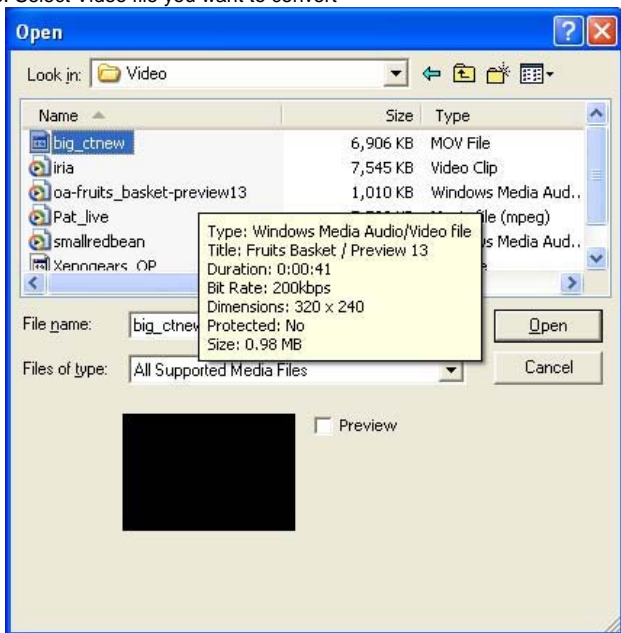 Select Video file you want to convert
Open
Look in: Video
Name Size Type
big_ctnew 6,906 KB MOV File
iria 7,545 KB Video Clip
oa-fruits_basket-preview13 1,010 KB Windows Media Aud..
Pat_live (mpeg)
smallredbean Media Aud..
Xenogears_OP
Type: Windows Media Audio/Video file
Title: Fruits Basket / Preview 13
Duration: 0:00:41
Bit Rate: 200kbps
Dimensions: 320 x 240
Protected: No
Size: 0.98 MB
File name: big_ctnew Open
Files of type: All Supported Media Files Cancel
Preview